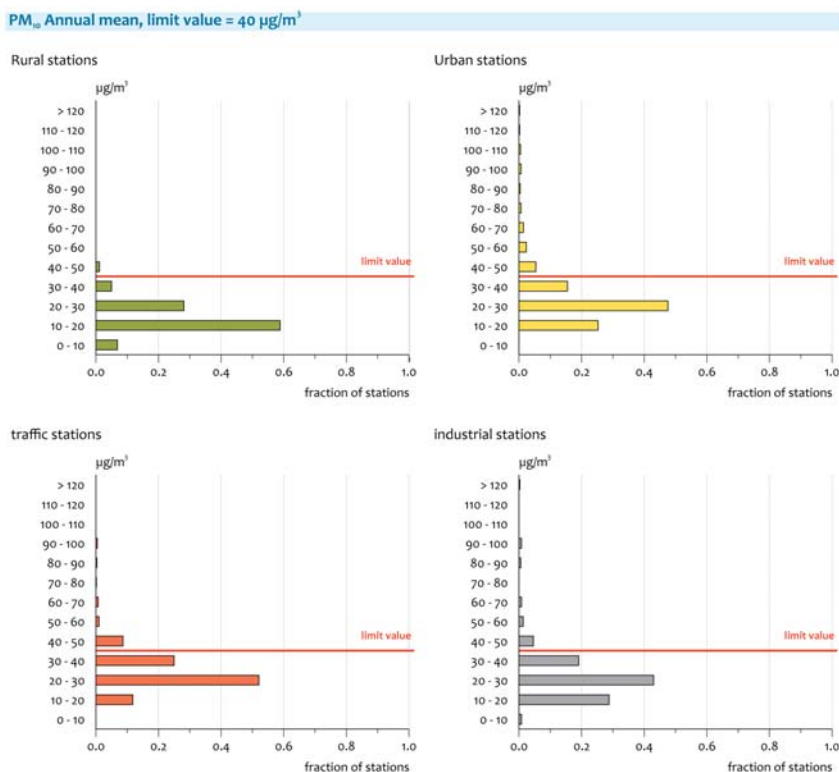 PM₁₀ Annual mean, limit value = 40 µg/m³
Rural stations
µg/m³
> 120
110 - 120
100 - 110
90 - 100
80 - 90
70 - 80
60 - 70
50 - 60
40 - 50
30 - 40
20 - 30
10 - 20
0 - 10
limit value
0.0 0.2 0.4 0.6 0.8 1.0
fraction of stations
Urban stations
µg/m³
> 120
110 - 120
100 - 110
90 - 100
80 - 90
70 - 80
60 - 70
50 - 60
40 - 50
30 - 40
20 - 30
10 - 20
0 - 10
limit value
0.0 0.2 0.4 0.6 0.8 1.0
fraction of stations
traffic stations
µg/m³
> 120
110 - 120
100 - 110
90 - 100
80 - 90
70 - 80
60 - 70
50 - 60
40 - 50
30 - 40
20 - 30
10 - 20
0 - 10
limit value
0.0 0.2 0.4 0.6 0.8 1.0
fraction of stations
industrial stations
µg/m³
> 120
110 - 120
100 - 110
90 - 100
80 - 90
70 - 80
60 - 70
50 - 60
40 - 50
30 - 40
20 - 30
10 - 20
0 - 10
limit value
0.0 0.2 0.4 0.6 0.8 1.0
fraction of stations